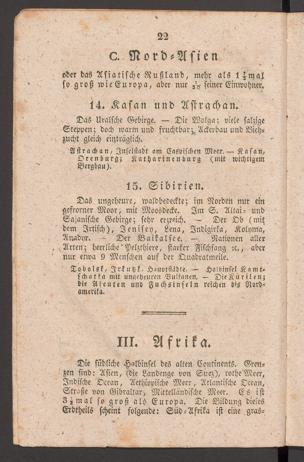 22
C. Nord-Asien
oder das Asiatische Rußland, mehr als 1½mal
so groß wie Europa, aber nur seiner Einwohner.
14. Kasan und Astrachan.
Das Uralsche Gebirge. — Die Wolga; viele salzige
Steppen; doch warm und fruchtbar; Ackerbau und Vieh-
zucht gleich einträglich.
Astrachan, Inselstadt am Caspischen Meer. — Kasan,
Orenburg; Katharinenburg (mit wichtigem
Bergbau).
15. Sibirien.
Das ungeheure, waldbedeckte; im Norden nur ein
gefrorner Moor, mit Moosdecke. Im S. Altai- und
Sajanische Gebirge; sehr erzreich. — Der Ob (mit
dem Irtisch), Jenisey, Lena, Indigirka, Kolyma,
Anadyr. — Der Baikalsee. — Nationen aller
Arten; herrliche Pelzthiere, starker Fischfang ꝛc., aber
nur etwa 9 Menschen auf der Quadratmeile.
Tobolsk, Irkutzk, Hauptstädte. — Halbinsel Kamt-
schatka mit ungeheuren Vulkanen. — Die Kurilen;
die Aleuten und Fuchsinseln reichen bis Nord-
amerika.
III. Afrika.
Die südliche Halbinsel des alten Continents. Gren-
zen sind: Asien, (die Landenge von Suez), rothe Meer,
Indische Ocean, Aethiopische Meer, Atlantische Ocean,
Straße von Gibraltar, Mittelländische Meer. Es ist
so groß als Europa. Die Bildung dieses
Erdtheils scheint folgende: Süd-Afrika ist eine gras-